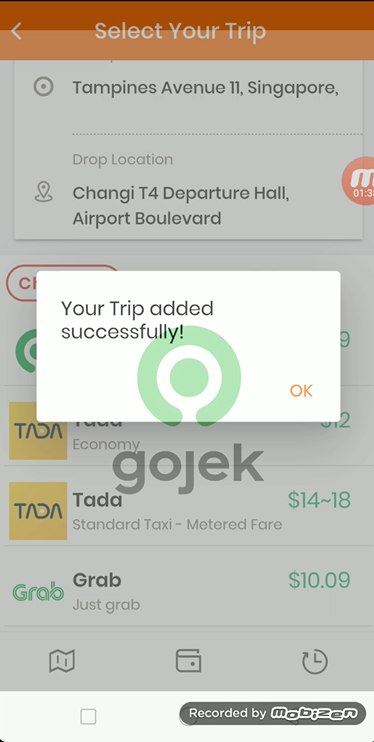 Select Your Trip
Tampines Avenue 11, Singapore,
Drop Location
Changi T4 Departure Hall,
Airport Boulevard
01:38
Your Trip added
successfully!
OK
gojek
TADA
Tada
$12
Economy
TADA
Tada
$14~18
Standard Taxi - Metered Fare
Grab
Grab
$10.09
Just grab
Recorded by mobizen